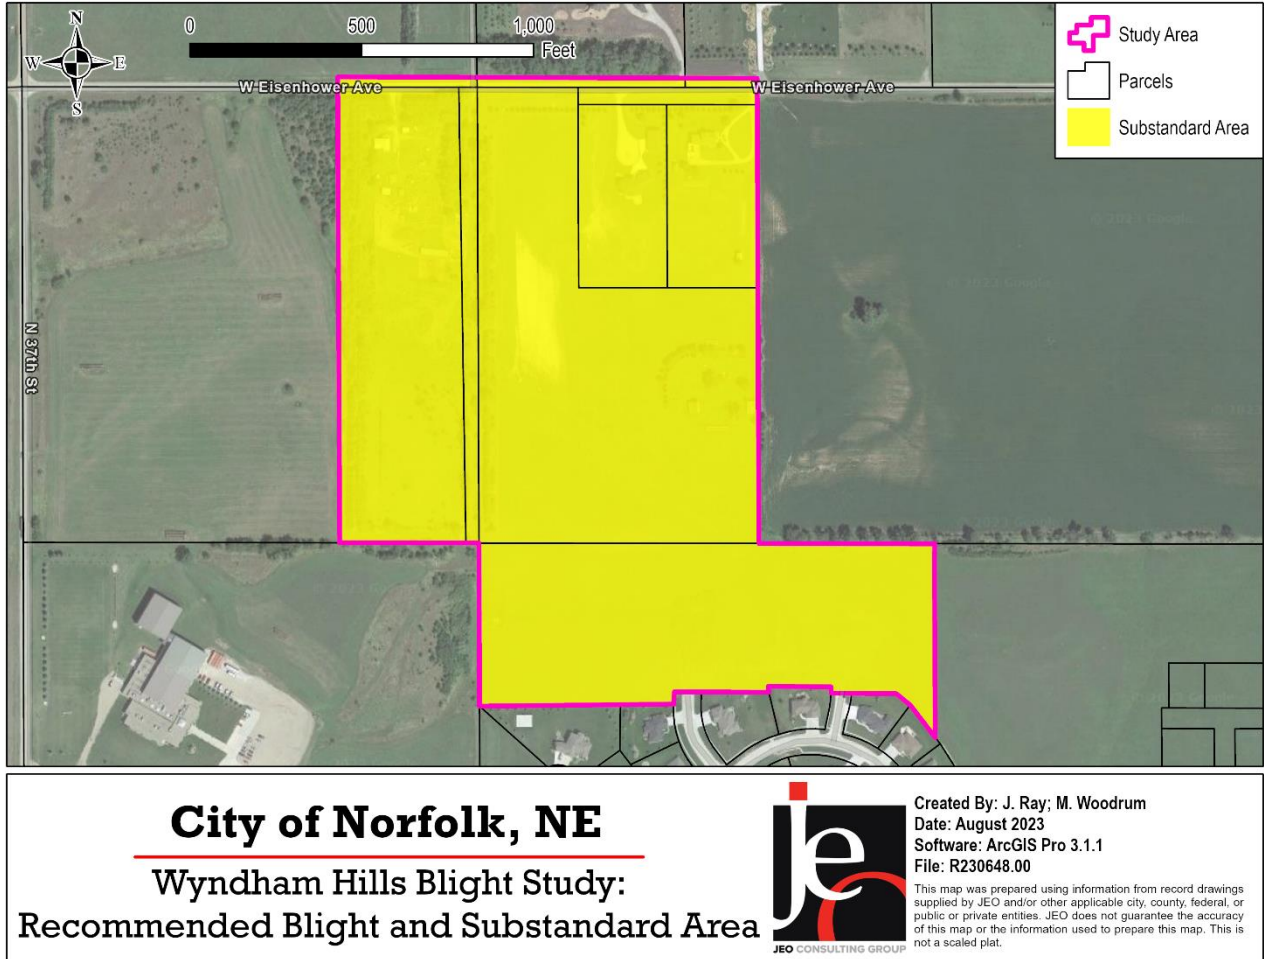 N
W E
S
0 500 1,000
Feet
Study Area
Parcels
Substandard Area
W Eisenhower Ave W Eisenhower Ave
N 37th St
City of Norfolk, NE
Wyndham Hills Blight Study:
Recommended Blight and Substandard Area
jeo
JEO CONSULTING GROUP
Created By: J. Ray; M. Woodrum
Date: August 2023
Software: ArcGIS Pro 3.1.1
File: R230648.00
This map was prepared using information from record drawings
supplied by JEO and/or other applicable city, county, federal, or
public or private entities. JEO does not guarantee the accuracy
of this map or the information used to prepare this map. This is
not a scaled plat.